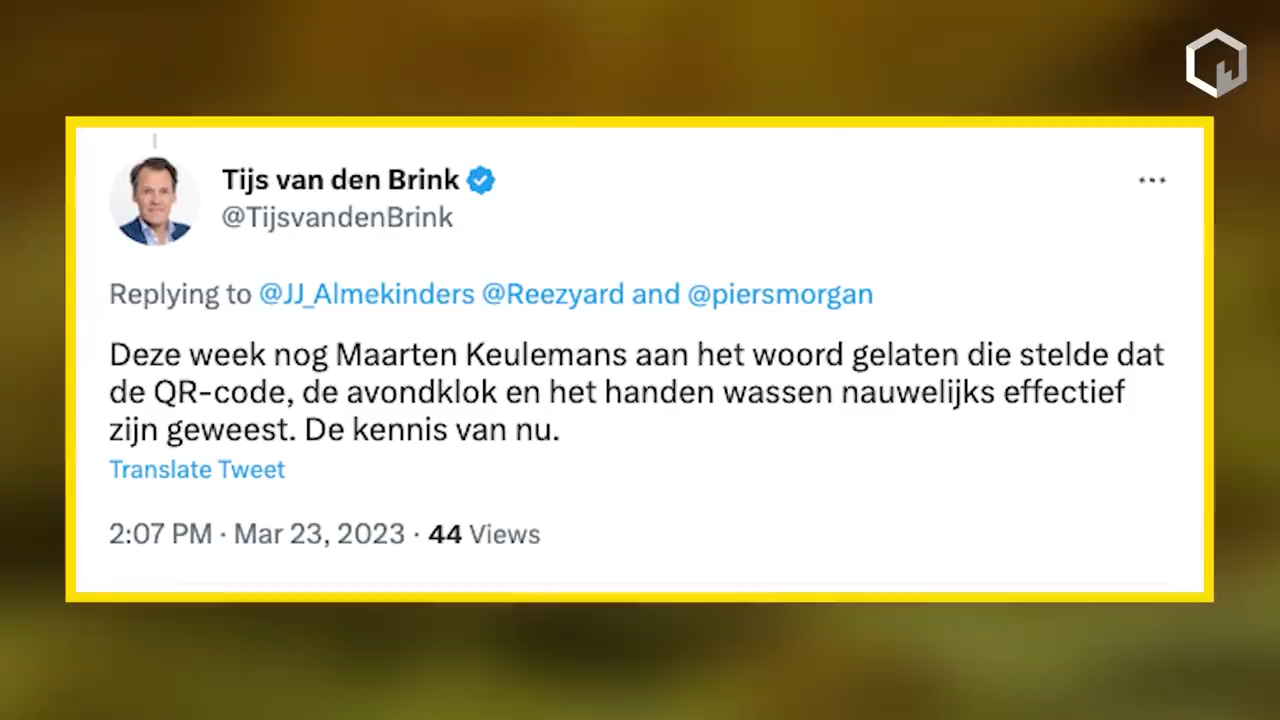 Tijs van den Brink
@TijsvandenBrink
Replying to @JJ_Almekinders @Reezyard and @piersmorgan
Deze week nog Maarten Keulemans aan het woord gelaten die stelde dat
de QR-code, de avondklok en het handen wassen nauwelijks effectief
zijn geweest. De kennis van nu.
Translate Tweet
2:07 PM · Mar 23, 2023 · 44 Views